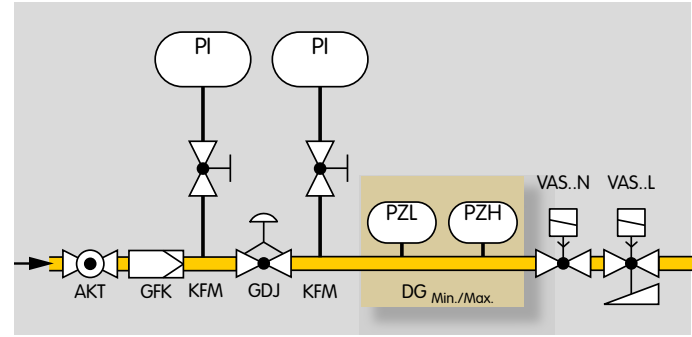 PI PI
VAS..N VAS..L
PZL PZH
AKT GFK KFM GDJ KFM DG Min./Max.